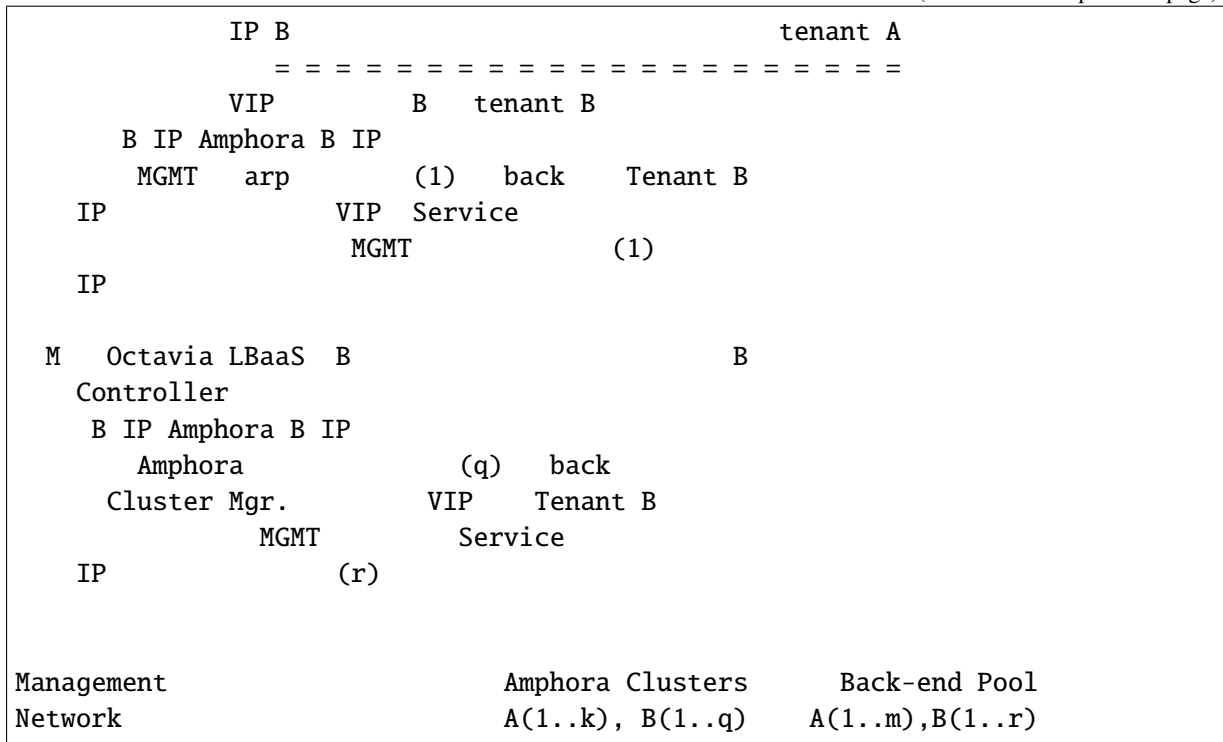 IP B tenant A
= = = = = = = = = = = = = = = = = = = = =
VIP B tenant B
B IP Amphora B IP
MGMT arp (1) back Tenant B
IP VIP Service
MGMT (1)
IP
M Octavia LBaaS B B
Controller
B IP Amphora B IP
Amphora (q) back
Cluster Mgr. VIP Tenant B
MGMT Service
IP (r)
Management Amphora Clusters Back-end Pool
Network A(1..k), B(1..q) A(1..m),B(1..r)